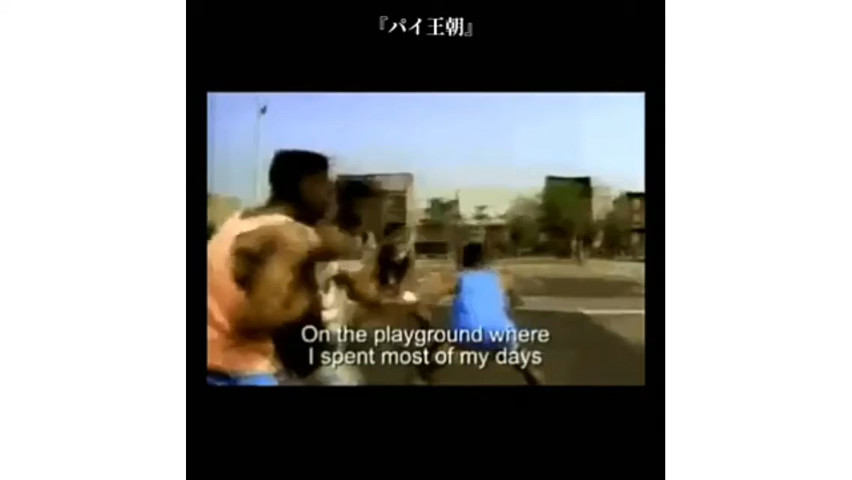 『パイ王朝』
On the playground where
I spent most of my days